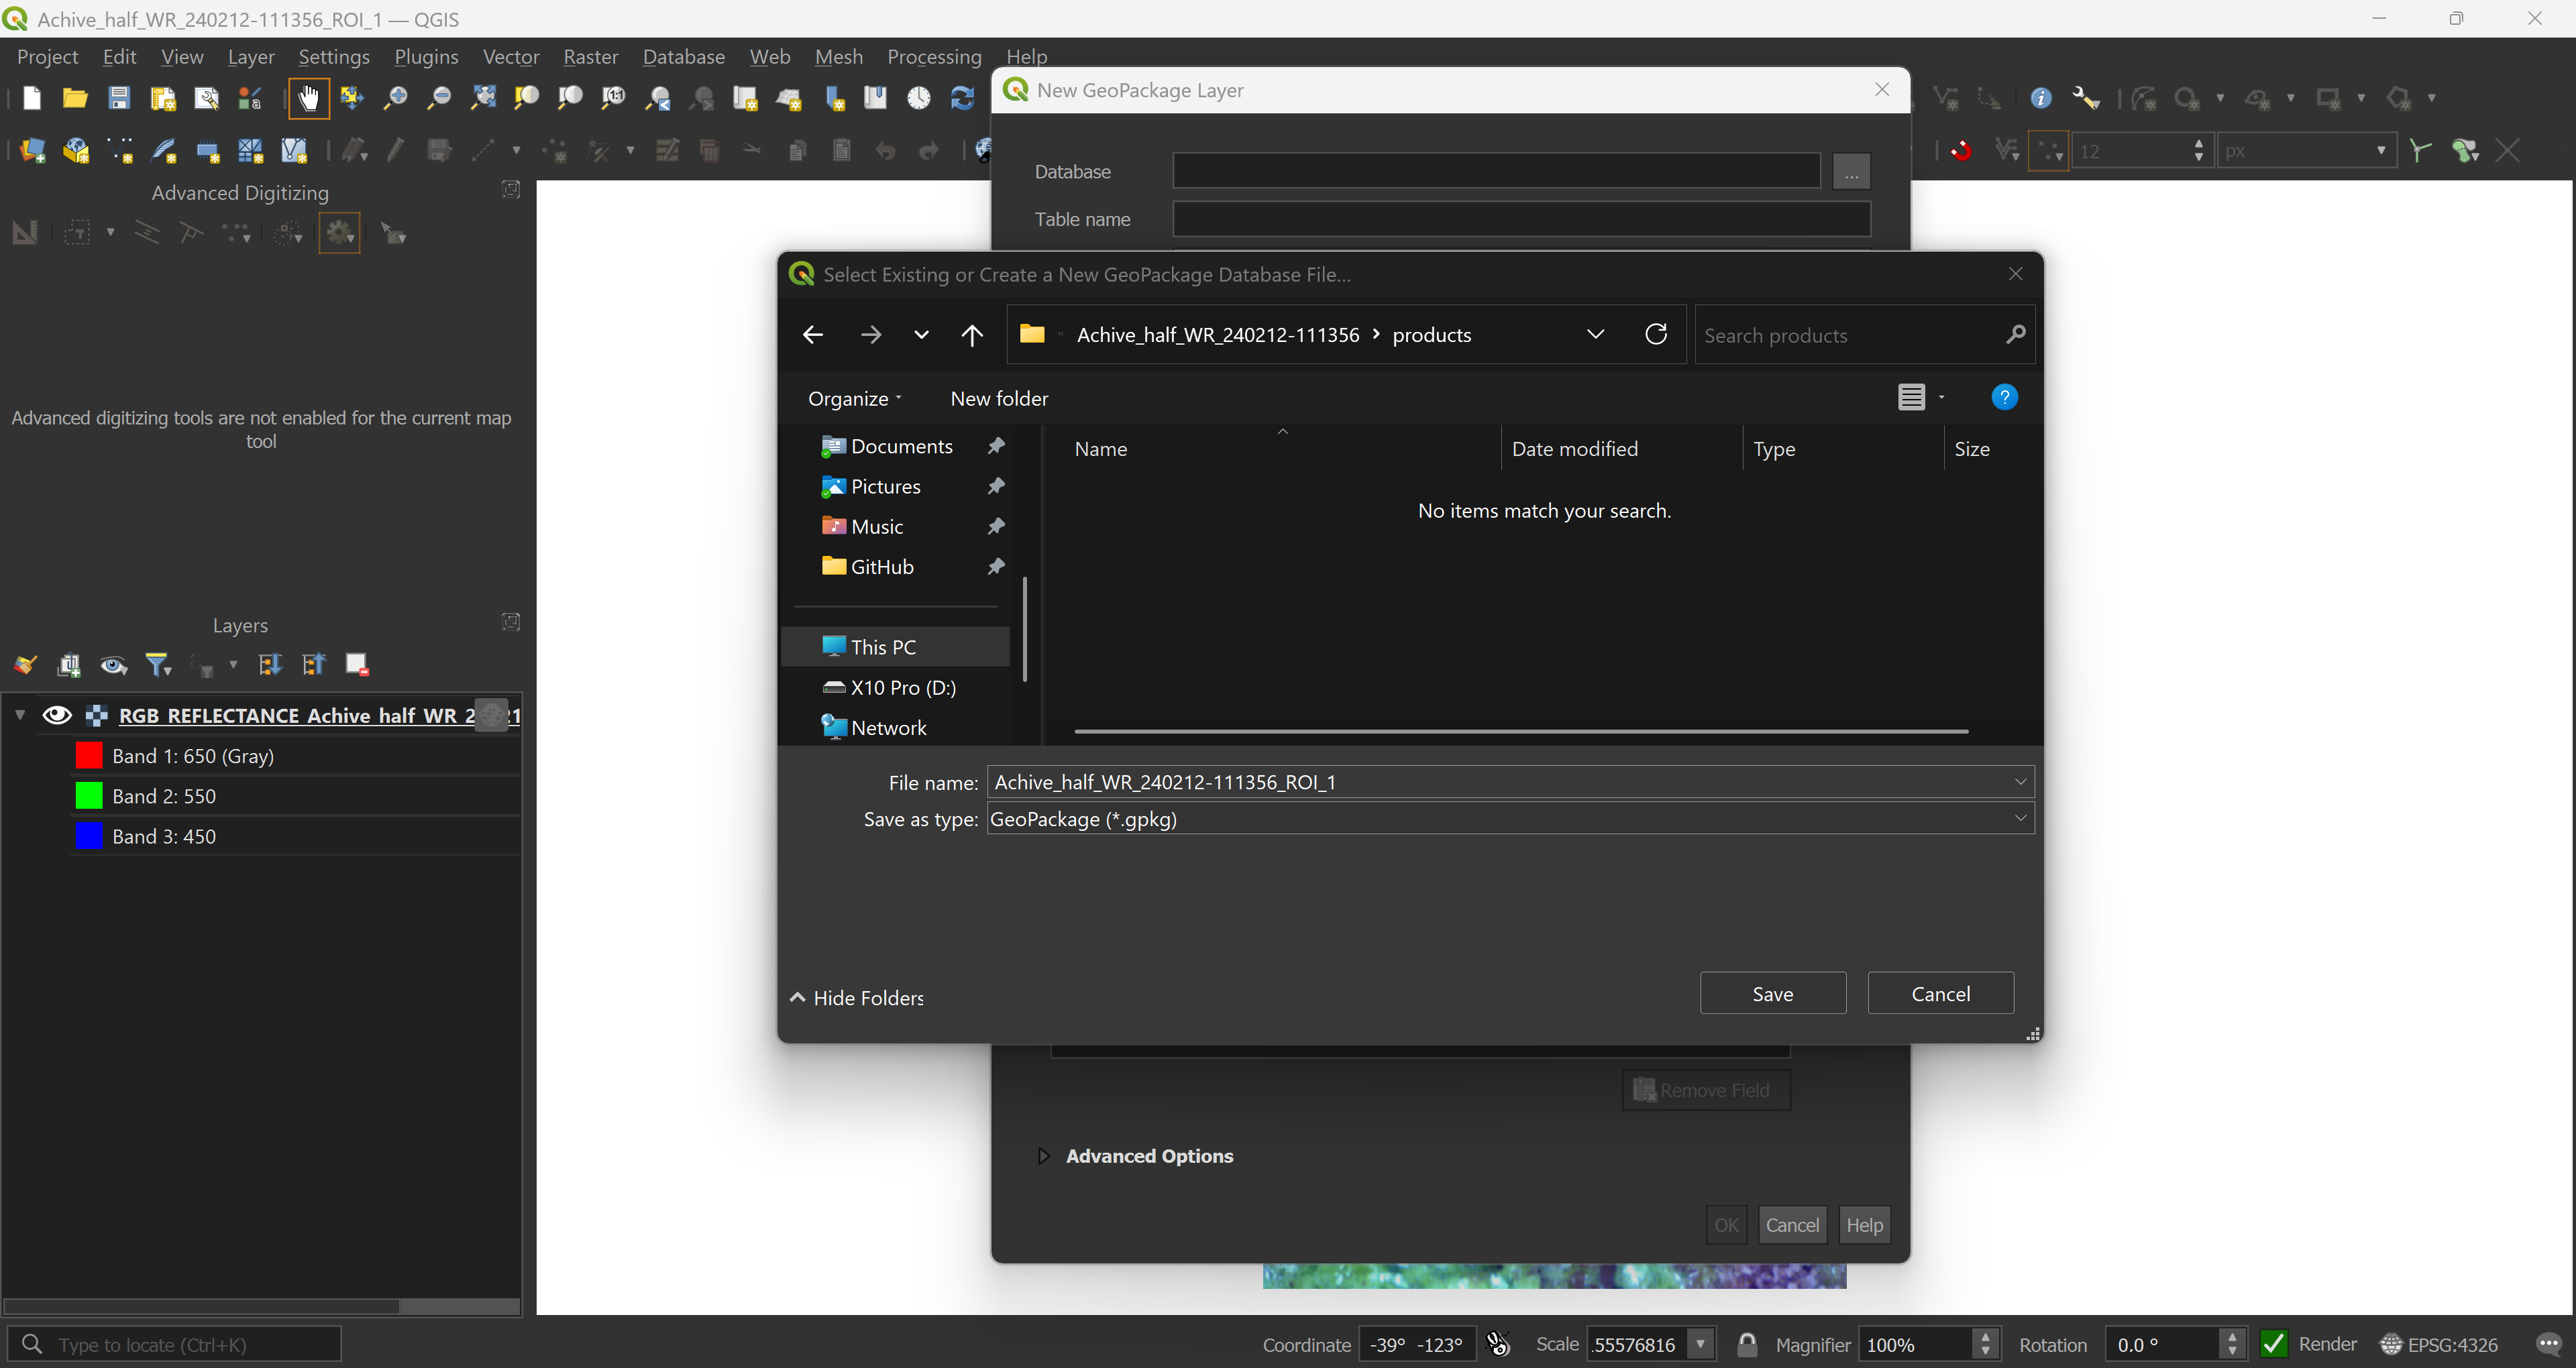 Achive_half_WR_240212-111356_ROI_1 — QGIS
Project Edit View Layer Settings Plugins Vector Raster Database Web Mesh Processing Help
New GeoPackage Layer
Database
...
Table name
12
px
Advanced Digitizing
Advanced digitizing tools are not enabled for the current map
tool
Select Existing or Create a New GeoPackage Database File...
Achive_half_WR_240212-111356 > products
Search products
Organize
New folder
Documents
Pictures
Music
GitHub
This PC
X10 Pro (D:)
Network
Name
Date modified
Type
Size
No items match your search.
File name: Achive_half_WR_240212-111356_ROI_1
Save as type: GeoPackage (*.gpkg)
Hide Folders
Save
Cancel
Layers
RGB REFLECTANCE Achive half WR 2
Band 1: 650 (Gray)
Band 2: 550
Band 3: 450
Remove Field
Advanced Options
OK
Cancel
Help
Type to locate (Ctrl+K)
Coordinate -39° -123°
Scale .55576816
Magnifier 100%
Rotation 0.0 °
Render
EPSG:4326